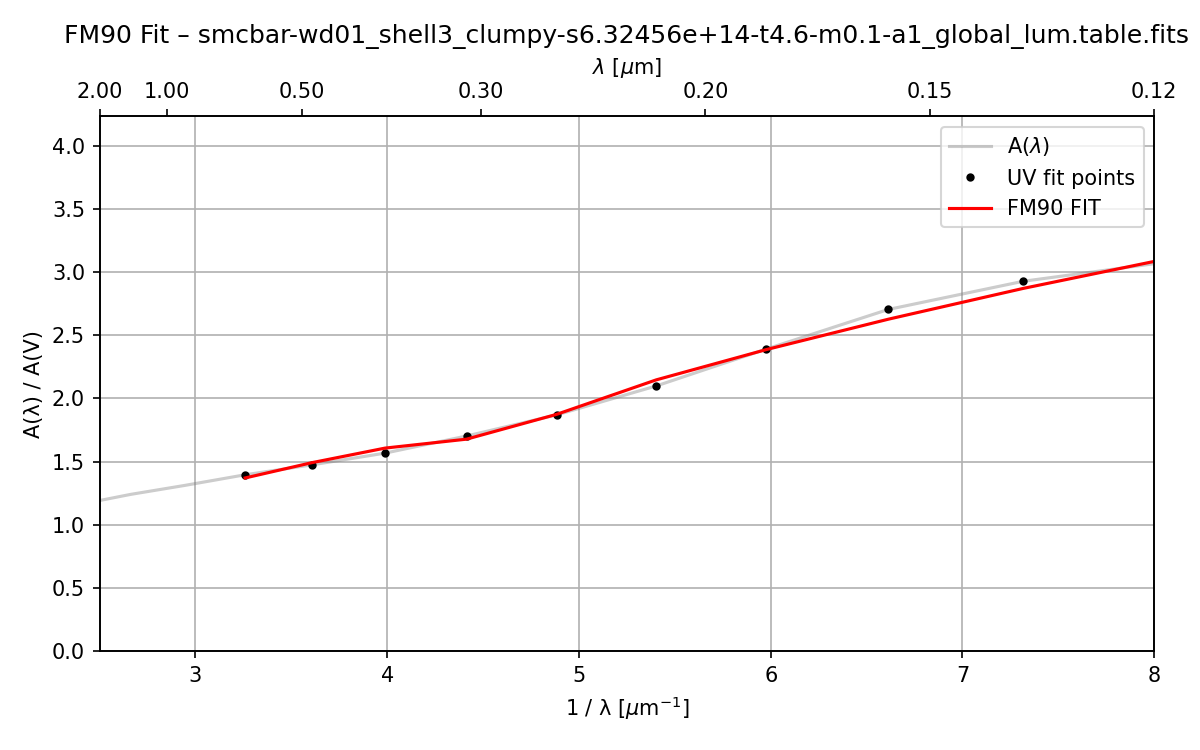 FM90 Fit – smcbar-wd01_shell3_clumpy-s6.32456e+14-t4.6-m0.1-a1_global_lum.table.fits
λ [μm]
2.00 1.00 0.50 0.30 0.20 0.15 0.12
A(λ)
UV fit points
FM90 FIT
A(λ) / A(V)
4.0
3.5
3.0
2.5
2.0
1.5
1.0
0.5
0.0
3 4 5 6 7 8
1 / λ [μm⁻¹]